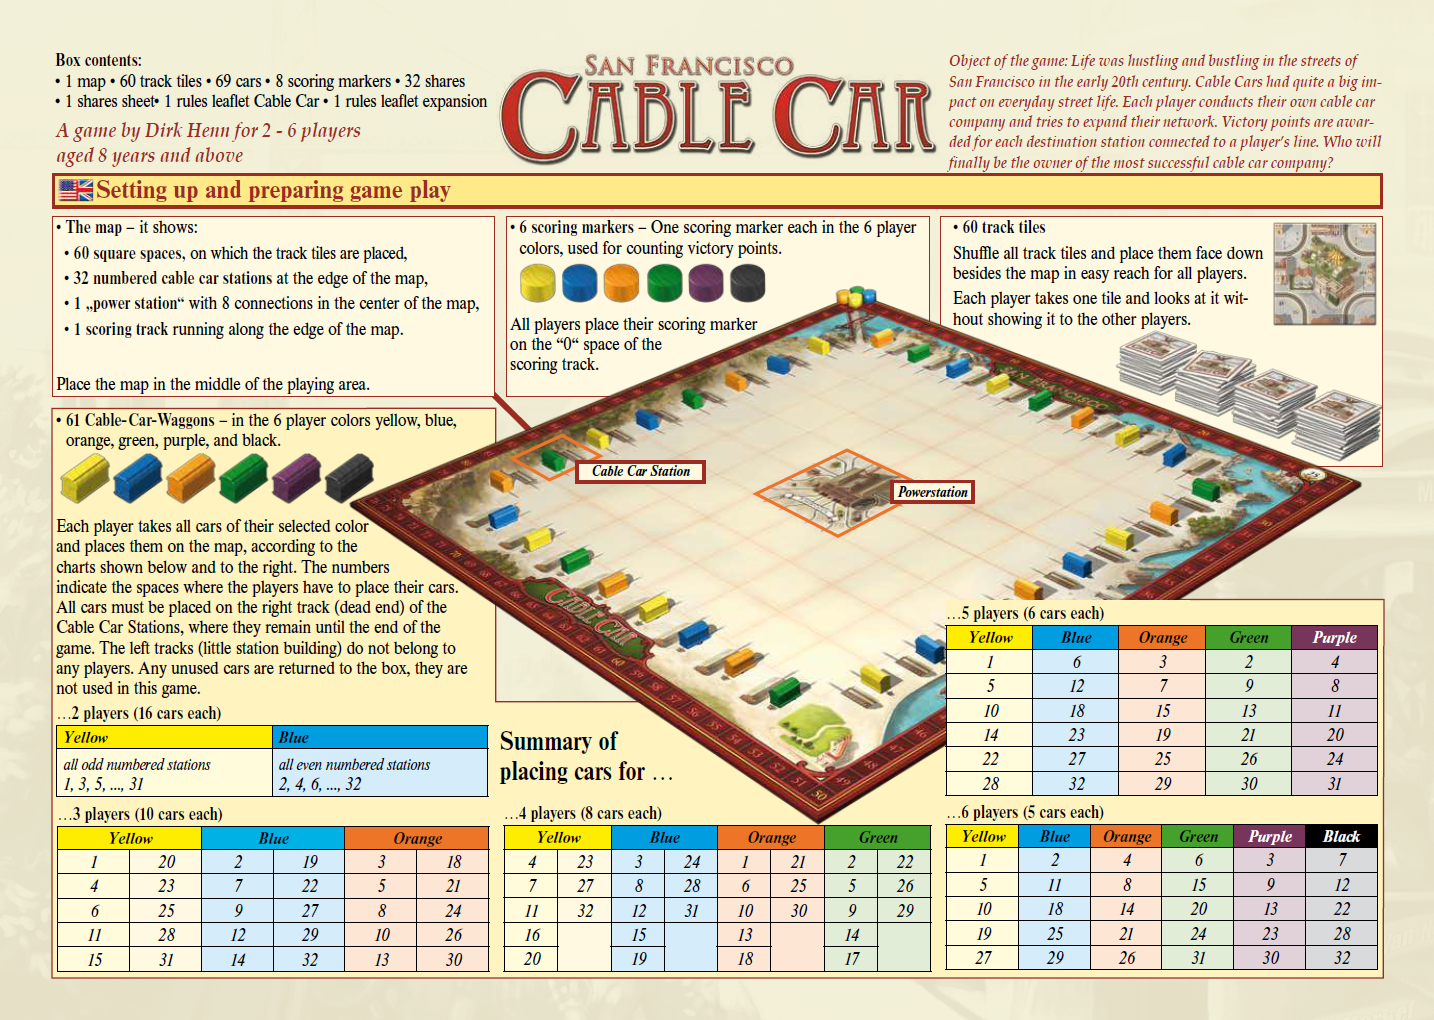 Box contents:
• 1 map • 60 track tiles • 69 cars • 8 scoring markers • 32 shares
• 1 shares sheet• 1 rules leaflet Cable Car • 1 rules leaflet expansion
A game by Dirk Henn for 2 - 6 players
aged 8 years and above
SAN FRANCISCO
CABLE CAR
Object of the game: Life was hustling and bustling in the streets of
San Francisco in the early 20th century. Cable Cars had quite a big im-
pact on everyday street life. Each player conducts their own cable car
company and tries to expand their network. Victory points are awar-
ded for each destination station connected to a player's line. Who will
finally be the owner of the most successful cable car company?
Setting up and preparing game play
• The map – it shows:
• 60 square spaces, on which the track tiles are placed,
• 32 numbered cable car stations at the edge of the map,
• 1 „power station“ with 8 connections in the center of the map,
• 1 scoring track running along the edge of the map.
Place the map in the middle of the playing area.
• 6 scoring markers – One scoring marker each in the 6 player
colors, used for counting victory points.
All players place their scoring marker
on the “0“ space of the
scoring track.
• 60 track tiles
Shuffle all track tiles and place them face down
besides the map in easy reach for all players.
Each player takes one tile and looks at it wit-
hout showing it to the other players.
• 61 Cable-Car-Waggons – in the 6 player colors yellow, blue,
orange, green, purple, and black.
Each player takes all cars of their selected color
and places them on the map, according to the
charts shown below and to the right. The numbers
indicate the spaces where the players have to place their cars.
All cars must be placed on the right track (dead end) of the
Cable Car Stations, where they remain until the end of the
game. The left tracks (little station building) do not belong to
any players. Any unused cars are returned to the box, they are
not used in this game.
SAN FRANCISCO
Cable Car Station
Powerstation
CABLE CAR
…2 players (16 cars each)
Yellow Blue
all odd numbered stations all even numbered stations
1, 3, 5, ..., 31 2, 4, 6, ..., 32
Summary of
placing cars for …
…3 players (10 cars each)
Yellow Blue Orange
1 20 2 19 3 18
4 23 7 22 5 21
6 25 9 27 8 24
11 28 12 29 10 26
15 31 14 32 13 30
…4 players (8 cars each)
Yellow Blue Orange Green
4 23 3 24 1 21 2 22
7 27 8 28 6 25 5 26
11 32 12 31 10 30 9 29
16 15 13 14
20 19 18 17
…5 players (6 cars each)
Yellow Blue Orange Green Purple
1 6 3 2 4
5 12 7 9 8
10 18 15 13 11
14 23 19 21 20
22 27 25 26 24
28 32 29 30 31
…6 players (5 cars each)
Yellow Blue Orange Green Purple Black
1 2 4 6 3 7
5 11 8 15 9 12
10 18 14 20 13 22
19 25 21 24 23 28
27 29 26 31 30 32